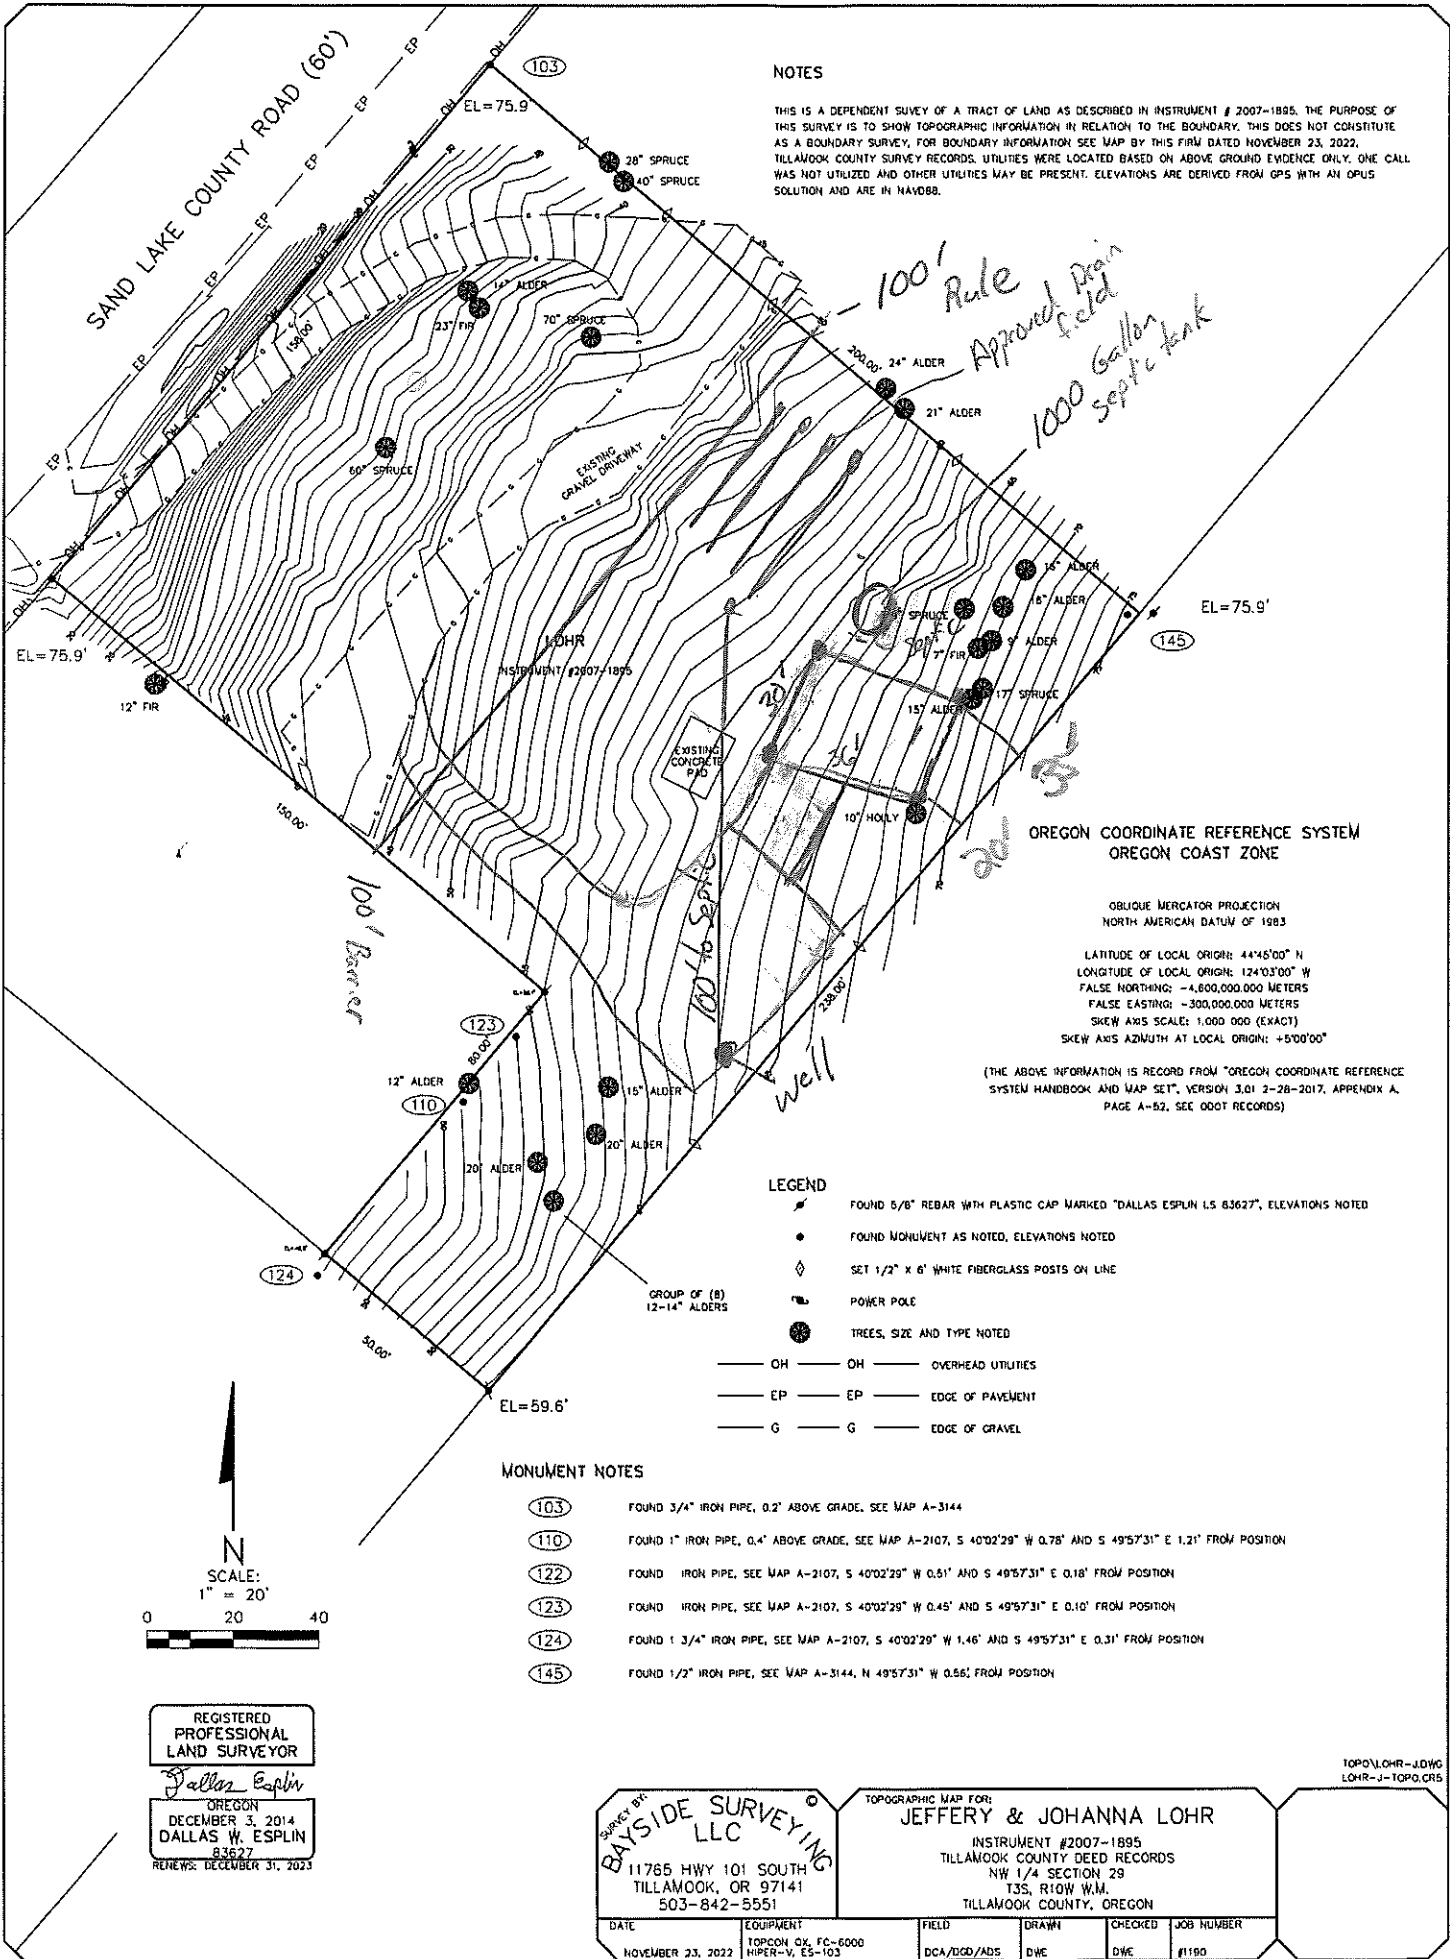 SAND LAKE COUNTY ROAD (60')
EP
EP
EP
EP
EP
EP
OH
OH
OH
OH
OH
OH
OH
103
EL=75.9'
NOTES
THIS IS A DEPENDENT SUVEY OF A TRACT OF LAND AS DESCRIBED IN INSTRUMENT # 2007-1895. THE PURPOSE OF
THIS SURVEY IS TO SHOW TOPOGRAPHIC INFORMATION IN RELATION TO THE BOUNDARY. THIS DOES NOT CONSTITUTE
AS A BOUNDARY SURVEY, FOR BOUNDARY INFORMATION SEE MAP BY THIS FIRM DATED NOVEMBER 23, 2022,
TILLAMOOK COUNTY SURVEY RECORDS. UTILITIES WERE LOCATED BASED ON ABOVE GROUND EVIDENCE ONLY, ONE CALL
WAS NOT UTILIZED AND OTHER UTILITIES MAY BE PRESENT. ELEVATIONS ARE DERIVED FROM GPS WITH AN OPUS
SOLUTION AND ARE IN NAVD88.
28" SPRUCE
40" SPRUCE
14" ALDER
23" FIR
70" SPRUCE
158.00'
100' Rule
Approved Drain
field
1000 Gallon
septic tank
200.00'
24" ALDER
21" ALDER
60" SPRUCE
EXISTING
GRAVEL DRIVEWAY
EL=75.9'
12" FIR
LOHR
INSTRUMENT #2007-1895
16" ALDER
SPRUCE
9" ALDER
7" FIR
17" SPRUCE
15" ALDER
EL=75.9'
145
20'
36'
EXISTING
CONCRETE
PAD
10" HOLLY
35'
20'
150.00'
100' Barrier
100' to Septic
238.00'
Well
OREGON COORDINATE REFERENCE SYSTEM
OREGON COAST ZONE
OBLIQUE MERCATOR PROJECTION
NORTH AMERICAN DATUM OF 1983
LATITUDE OF LOCAL ORIGIN: 44°45'00" N
LONGITUDE OF LOCAL ORIGIN: 124°03'00" W
FALSE NORTHING: -4,600,000.000 METERS
FALSE EASTING: -300,000.000 METERS
SKEW AXIS SCALE: 1.000 000 (EXACT)
SKEW AXIS AZIMUTH AT LOCAL ORIGIN: +5°00'00"
(THE ABOVE INFORMATION IS RECORD FROM "OREGON COORDINATE REFERENCE
SYSTEM HANDBOOK AND MAP SET", VERSION 3.01 2-28-2017, APPENDIX A,
PAGE A-52, SEE ODOT RECORDS)
123
80.00'
12" ALDER
110
15" ALDER
20" ALDER
20" ALDER
124
50.00'
GROUP OF (8)
12-14" ALDERS
EL=59.6'
LEGEND
FOUND 5/8" REBAR WITH PLASTIC CAP MARKED "DALLAS ESPLIN LS 83627", ELEVATIONS NOTED
FOUND MONUMENT AS NOTED, ELEVATIONS NOTED
SET 1/2" X 6' WHITE FIBERGLASS POSTS ON LINE
POWER POLE
TREES, SIZE AND TYPE NOTED
OH OH OVERHEAD UTILITIES
EP EP EDGE OF PAVEMENT
G G EDGE OF GRAVEL
MONUMENT NOTES
103 FOUND 3/4" IRON PIPE, 0.2' ABOVE GRADE, SEE MAP A-3144
110 FOUND 1" IRON PIPE, 0.4' ABOVE GRADE, SEE MAP A-2107, S 40°02'29" W 0.78' AND S 49°57'31" E 1.21' FROM POSITION
122 FOUND IRON PIPE, SEE MAP A-2107, S 40°02'29" W 0.51' AND S 49°57'31" E 0.18' FROM POSITION
123 FOUND IRON PIPE, SEE MAP A-2107, S 40°02'29" W 0.45' AND S 49°57'31" E 0.10' FROM POSITION
124 FOUND 1 3/4" IRON PIPE, SEE MAP A-2107, S 40°02'29" W 1.46' AND S 49°57'31" E 0.31' FROM POSITION
145 FOUND 1/2" IRON PIPE, SEE MAP A-3144, N 49°57'31" W 0.56' FROM POSITION
N
SCALE:
1" = 20'
0 20 40
REGISTERED
PROFESSIONAL
LAND SURVEYOR
Dallas Esplin
OREGON
DECEMBER 3, 2014
DALLAS W. ESPLIN
83627
RENEWS: DECEMBER 31, 2023
TOPO\LOHR-J.DWG
LOHR-J-TOPO.CR5
SURVEY BY:
©
BAYSIDE SURVEYING
LLC
11765 HWY 101 SOUTH
TILLAMOOK, OR 97141
503-842-5551
TOPOGRAPHIC MAP FOR:
JEFFERY & JOHANNA LOHR
INSTRUMENT #2007-1895
TILLAMOOK COUNTY DEED RECORDS
NW 1/4 SECTION 29
T3S, R10W W.M.
TILLAMOOK COUNTY, OREGON
DATE EQUIPMENT FIELD DRAWN CHECKED JOB NUMBER
NOVEMBER 23, 2022 TOPCON GX, FC-6000 HIPER-V, ES-103 DCA/DGD/ADS DWE DWE #1190